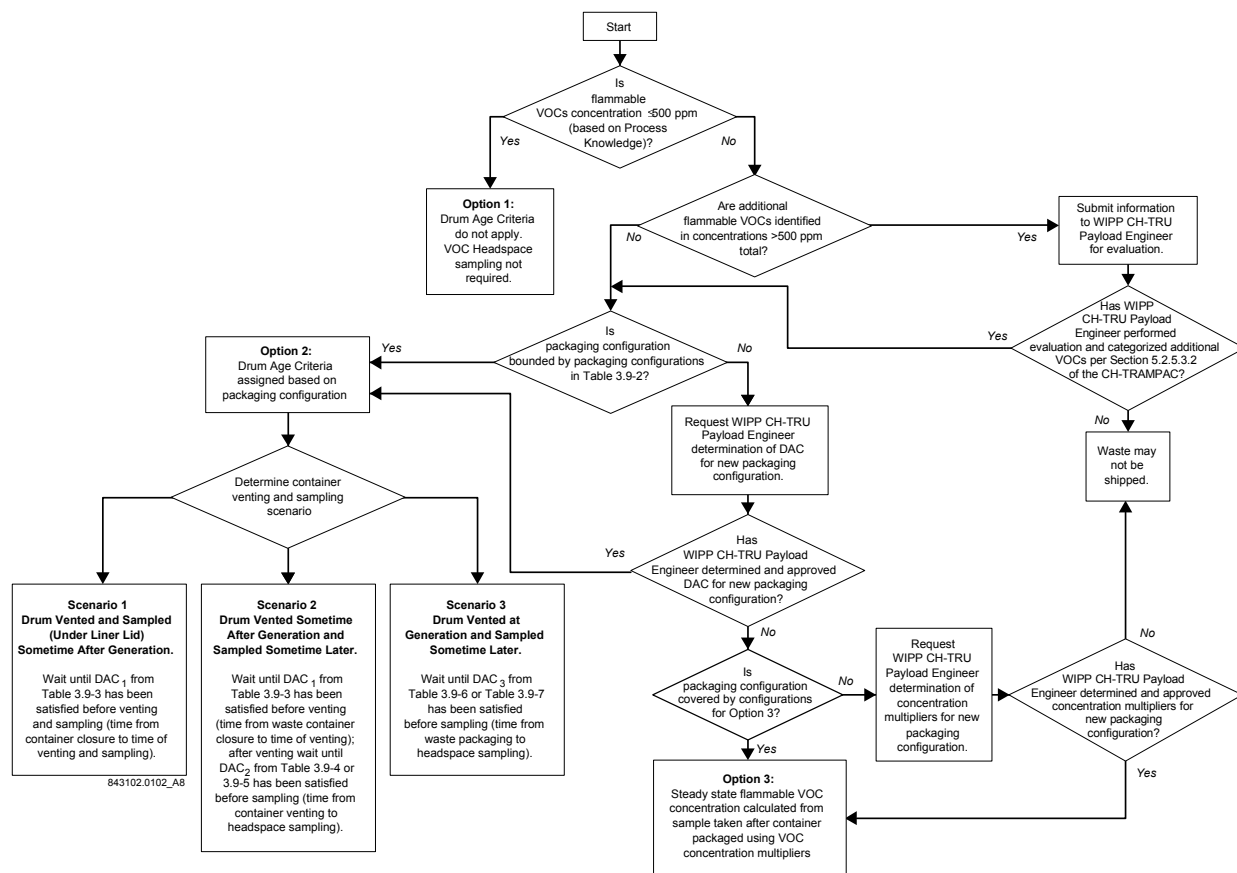 Start
Is
flammable
VOCs concentration ≤500 ppm
(based on Process
Knowledge)?
Yes
No
Option 1:
Drum Age Criteria
do not apply.
VOC Headspace
sampling not
required.
Are additional
flammable VOCs identified
in concentrations >500 ppm
total?
No
Yes
Submit information
to WIPP CH-TRU
Payload Engineer
for evaluation.
Has WIPP
CH-TRU Payload
Engineer performed
evaluation and categorized additional
VOCs per Section 5.2.5.3.2
of the CH-TRAMPAC?
Yes
No
Waste may
not be
shipped.
Is
packaging configuration
bounded by packaging configurations
in Table 3.9-2?
Yes
No
Option 2:
Drum Age Criteria
assigned based on
packaging configuration
Request WIPP CH-TRU
Payload Engineer
determination of DAC
for new packaging
configuration.
Determine container
venting and sampling
scenario
Has
WIPP CH-TRU Payload
Engineer determined and approved
DAC for new packaging
configuration?
Yes
No
Scenario 1
Drum Vented and Sampled
(Under Liner Lid)
Sometime After Generation.
Wait until DAC1 from
Table 3.9-3 has been
satisfied before venting
and sampling (time from
container closure to time of
venting and sampling).
843102.0102_A8
Scenario 2
Drum Vented Sometime
After Generation and
Sampled Sometime Later.
Wait until DAC1 from
Table 3.9-3 has been
satisfied before venting
(time from waste container
closure to time of venting);
after venting wait until
DAC2 from Table 3.9-4 or
3.9-5 has been satisfied
before sampling (time from
container venting to
headspace sampling).
Scenario 3
Drum Vented at
Generation and Sampled
Sometime Later.
Wait until DAC3 from
Table 3.9-6 or Table 3.9-7
has been satisfied
before sampling (time from
waste packaging to
headspace sampling).
Is
packaging configuration
covered by configurations
for Option 3?
No
Yes
Request
WIPP CH-TRU
Payload Engineer
determination of
concentration
multipliers for new
packaging
configuration.
Has
WIPP CH-TRU Payload
Engineer determined and approved
concentration multipliers for
new packaging
configuration?
No
Yes
Option 3:
Steady state flammable VOC
concentration calculated from
sample taken after container
packaged using VOC
concentration multipliers